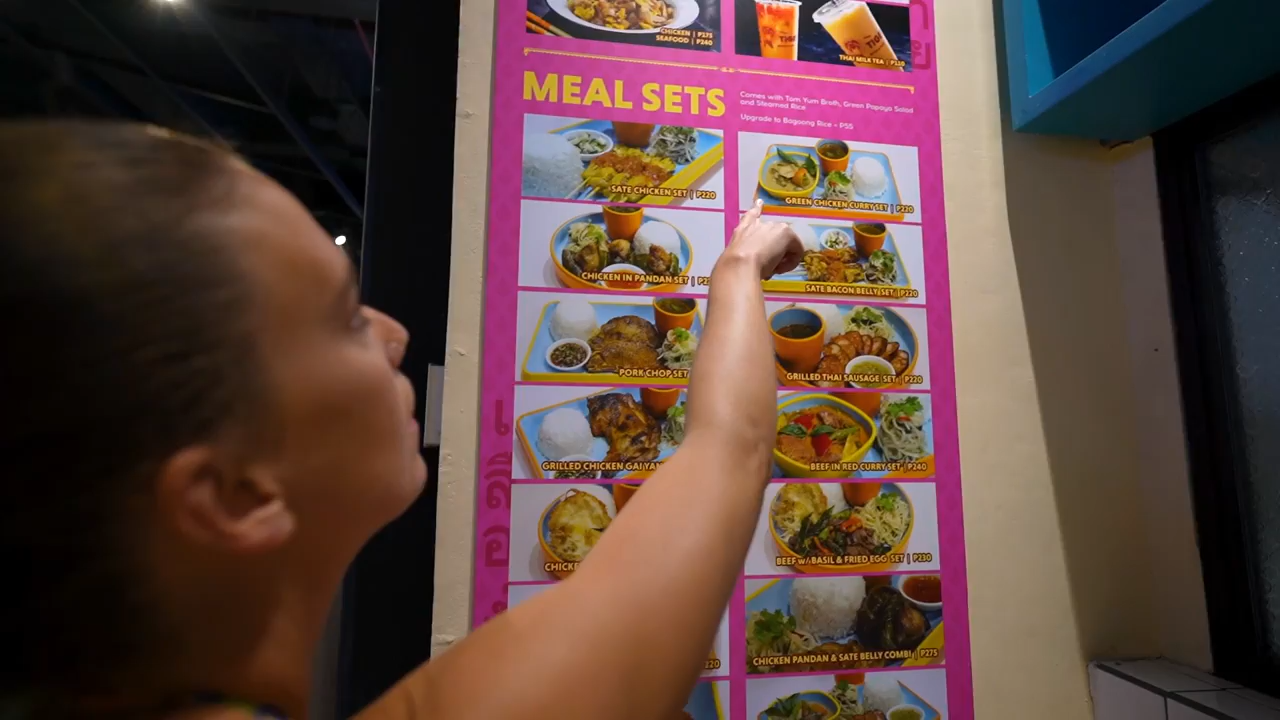 CHICKEN | ₱175
SEAFOOD | ₱240
THAI MILK TEA | ₱110
MEAL SETS
Comes with Tom Yum Broth, Green Papaya Salad
and Steamed Rice
Upgrade to Bagoong Rice - P55
SATE CHICKEN SET | ₱220
GREEN CHICKEN CURRY SET | ₱220
CHICKEN IN PANDAN SET
SATE BACON BELLY SET | ₱220
PORK CHOP SET
GRILLED THAI SAUSAGE SET | ₱220
GRILLED CHICKEN GAI
BEEF IN RED CURRY SET | ₱240
BEEF w/ BASIL & FRIED EGG SET | ₱230
CHICKEN PANDAN & SATE BELLY COMBI | ₱275